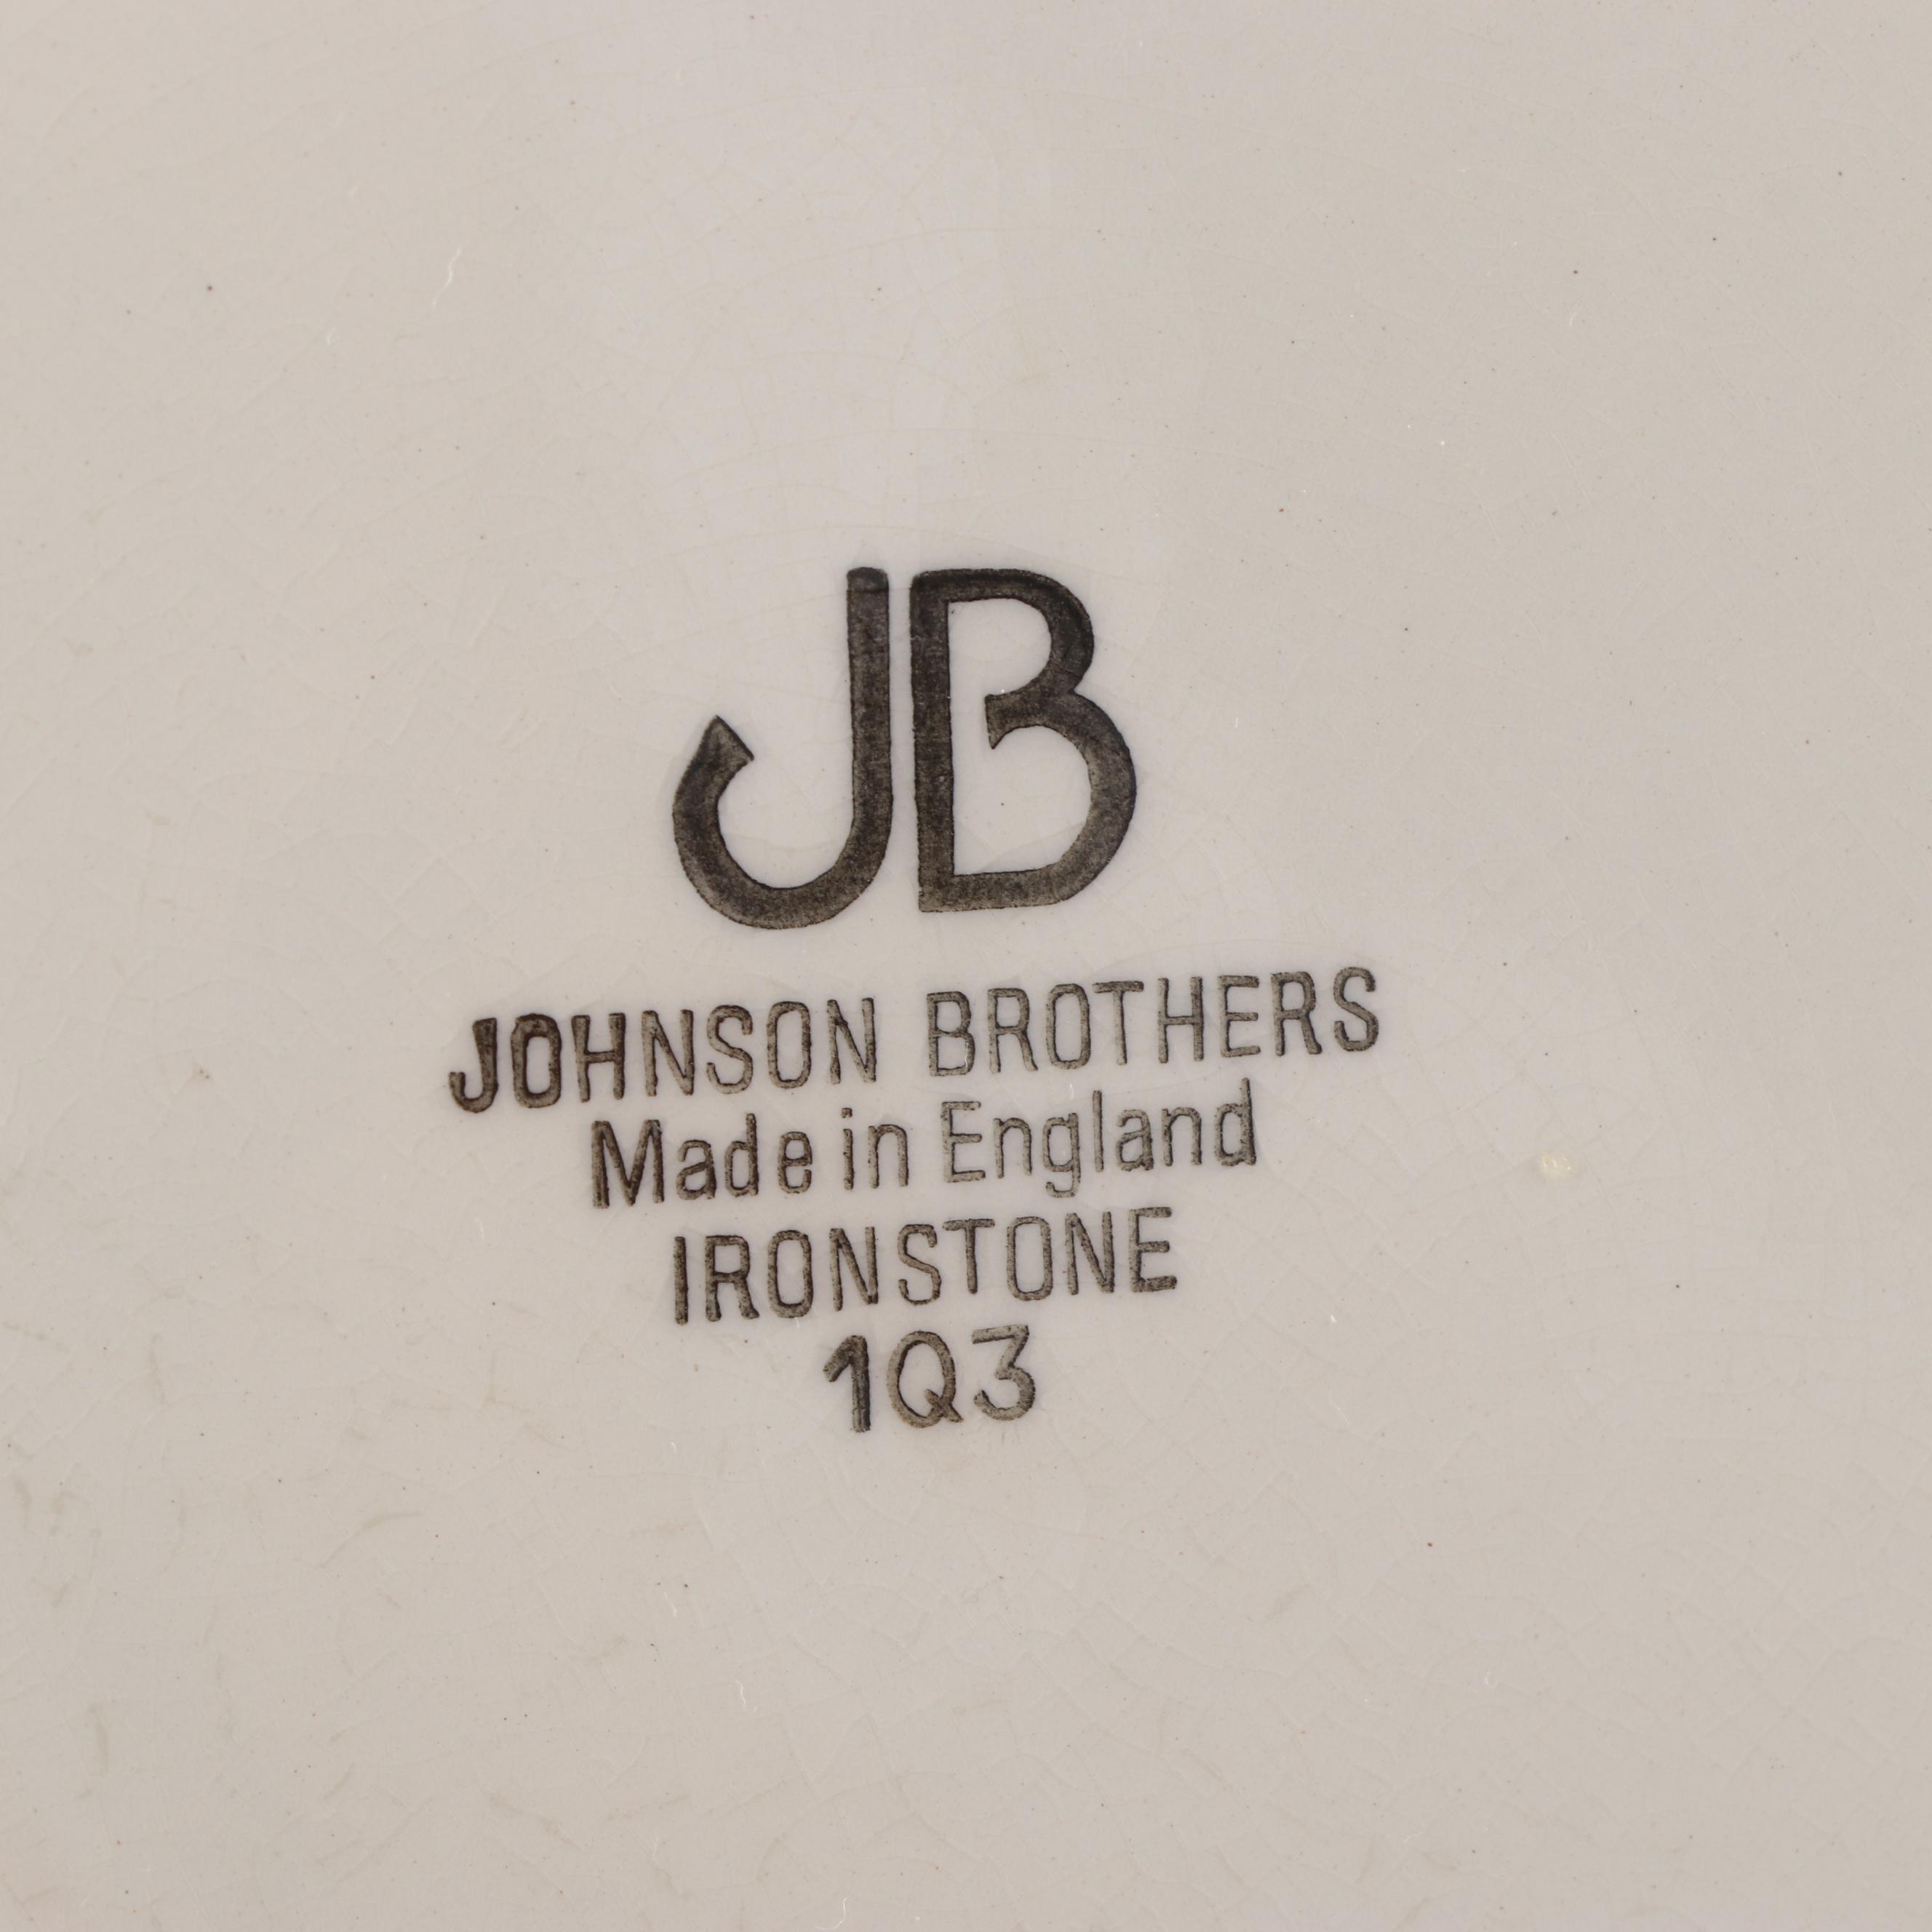 JB
JOHNSON BROTHERS
Made in England
IRONSTONE
1Q3